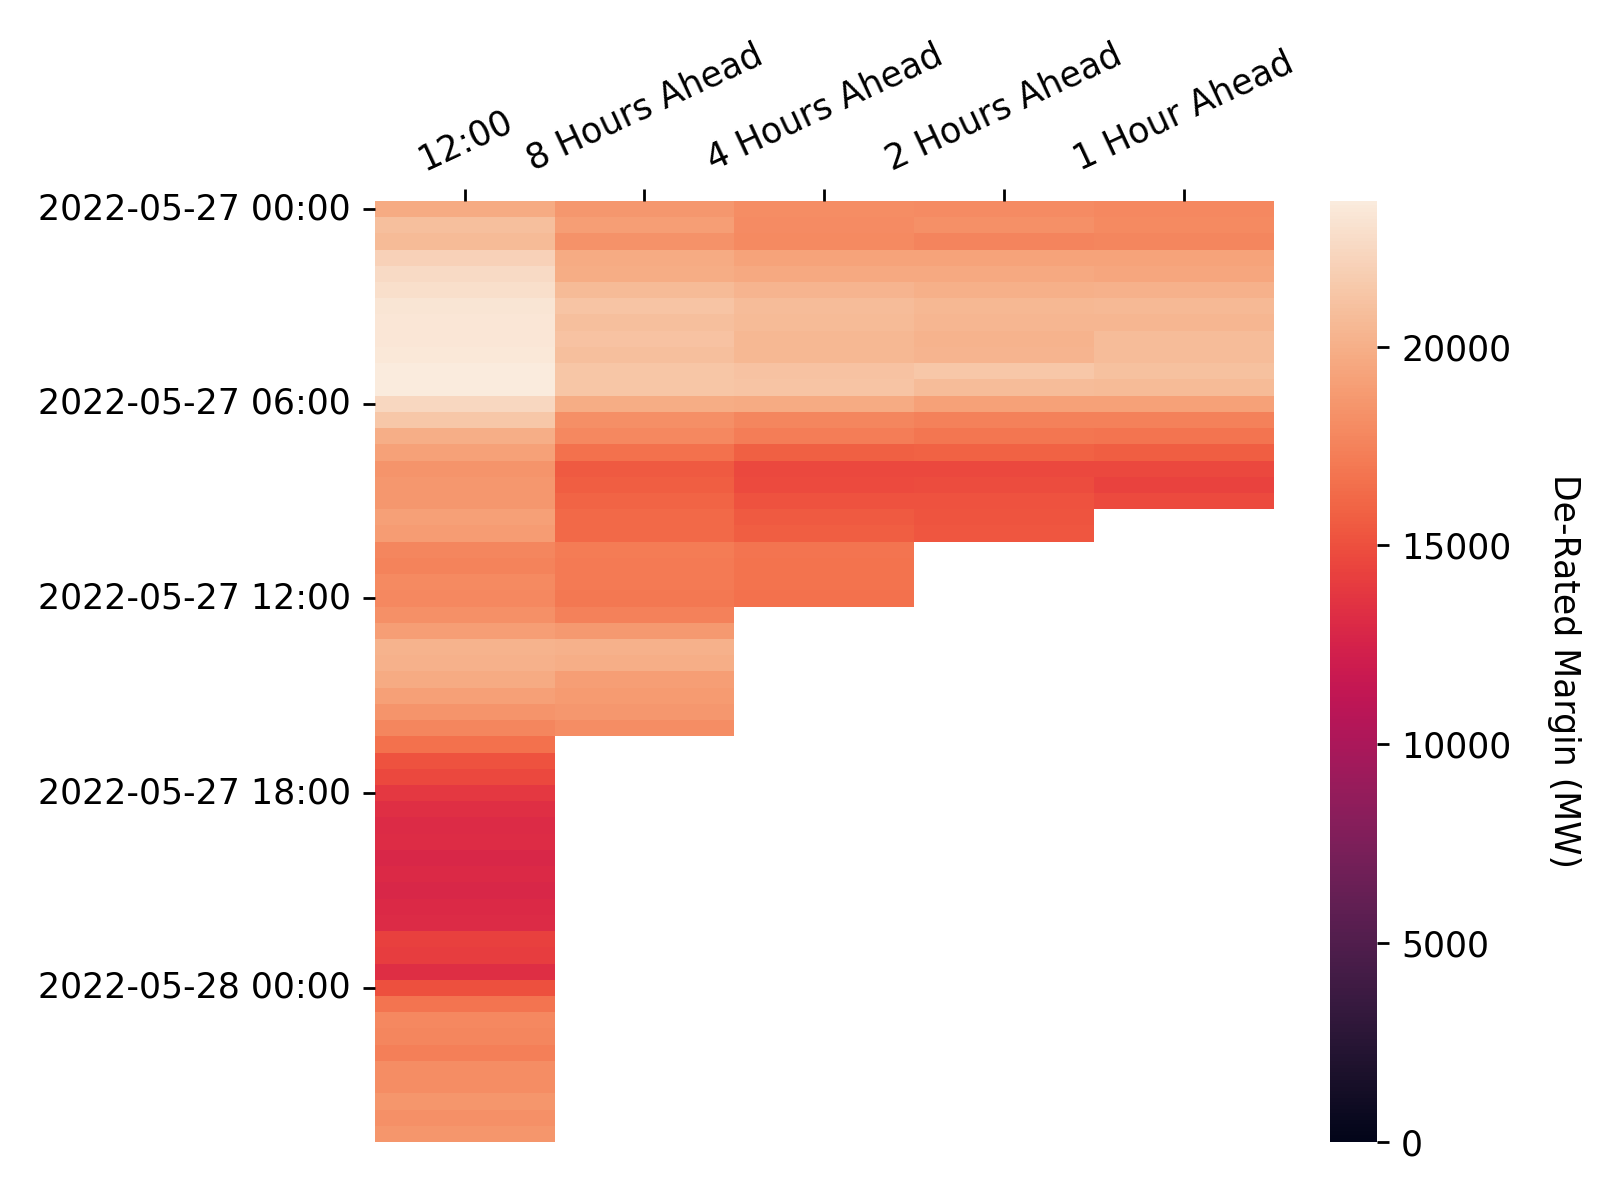 12:00
8 Hours Ahead
4 Hours Ahead
2 Hours Ahead
1 Hour Ahead
2022-05-27 00:00
2022-05-27 06:00
2022-05-27 12:00
2022-05-27 18:00
2022-05-28 00:00
20000
15000
10000
5000
0
De-Rated Margin (MW)